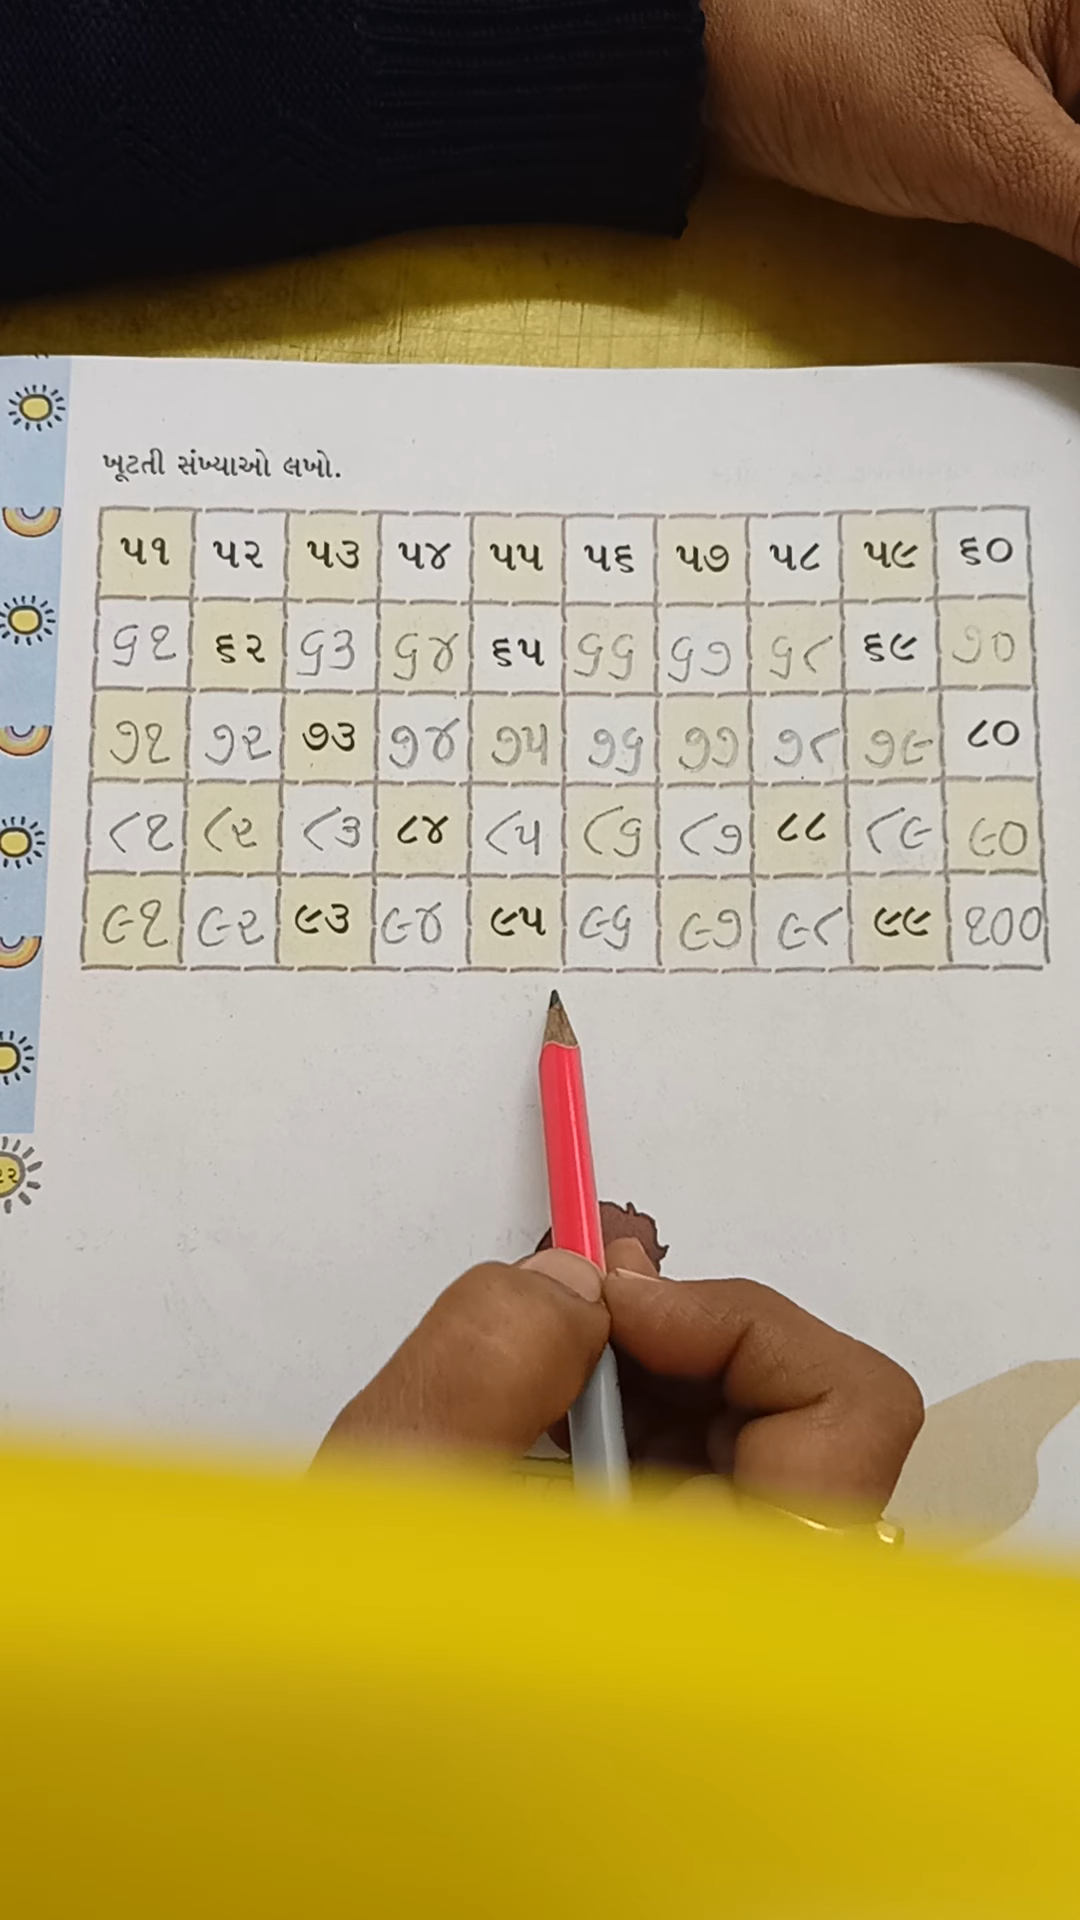 ખૂટતી સંખ્યાઓ લખો.
૫૧ ૫૨ ૫૩ ૫૪ ૫૫ ૫૬ ૫૭ ૫૮ ૫૯ ૬૦
૬૧ ૬૨ ૬૩ ૬૪ ૬૫ ૬૬ ૬૭ ૬૮ ૬૯ ૭૦
૭૧ ૭૨ ૭૩ ૭૪ ૭૫ ૭૬ ૭૭ ૭૮ ૭૯ ૮૦
૮૧ ૮૨ ૮૩ ૮૪ ૮૫ ૮૬ ૮૭ ૮૮ ૮૯ ૯૦
૯૧ ૯૨ ૯૩ ૯૪ ૯૫ ૯૬ ૯૭ ૯૮ ૯૯ ૧૦૦